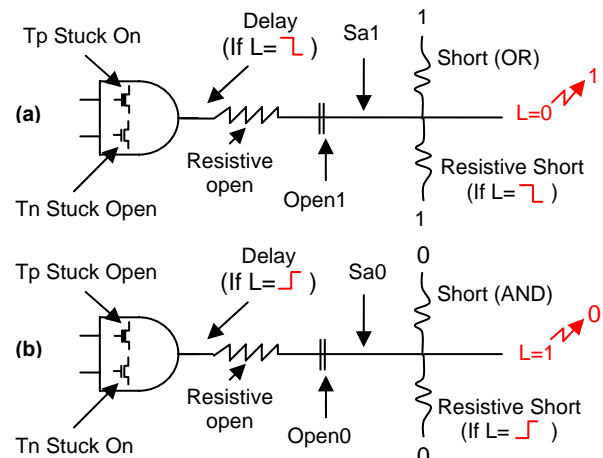 1
Delay
(If L= )
Sa1
Tp Stuck On
Short (OR)
(a)
L=0
1
Resistive
open
Open1
Tn Stuck Open
Resistive Short
(If L= )
1
0
Delay
(If L= )
Sa0
Tp Stuck Open
Short (AND)
(b)
L=1
0
Resistive
open
Open0
Tn Stuck On
Resistive Short
(If L= )
0